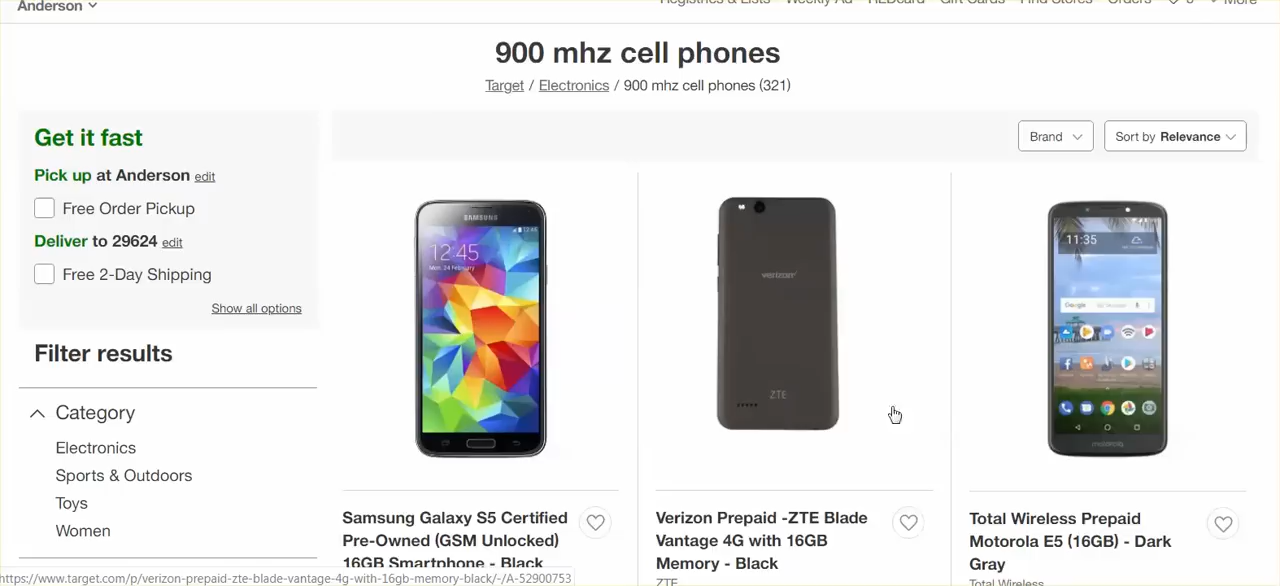 Anderson
Registries & Lists Weekly Ad REDcard Gift Cards Find Stores Orders More
900 mhz cell phones
Target / Electronics / 900 mhz cell phones (321)
Get it fast
Pick up at Anderson edit
Free Order Pickup
Deliver to 29624 edit
Free 2-Day Shipping
Show all options
Filter results
Category
Electronics
Sports & Outdoors
Toys
Women
Brand
Sort by Relevance
SAMSUNG
12:45
verizon
ZTE
11:35
Google
motorola
Samsung Galaxy S5 Certified
Pre-Owned (GSM Unlocked)
16GB Smartphone - Black
Verizon Prepaid -ZTE Blade
Vantage 4G with 16GB
Memory - Black
ZTE
Total Wireless Prepaid
Motorola E5 (16GB) - Dark
Gray
Total Wireless
https://www.target.com/p/verizon-prepaid-zte-blade-vantage-4g-with-16gb-memory-black/-/A-52900753